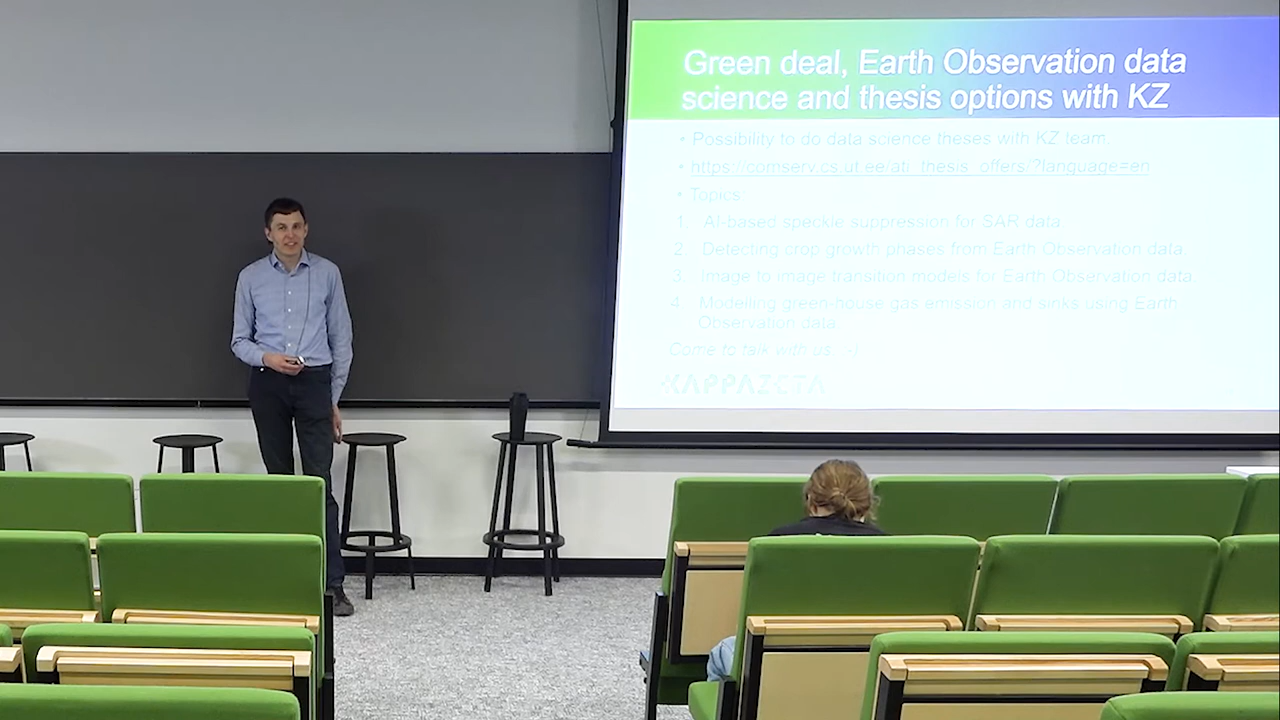 Green deal, Earth Observation data
science and thesis options with KZ
• Possibility to do data science theses with KZ team.
• https://comserv.cs.ut.ee/ati_thesis_offers/?language=en
• Topics:
1. AI-based speckle suppression for SAR data
2. Detecting crop growth phases from Earth Observation data
3. Image to image transition models for Earth Observation data
4. Modelling green-house gas emission and sinks using Earth
Observation data
Come to talk with us :-)
KAPPAZETA